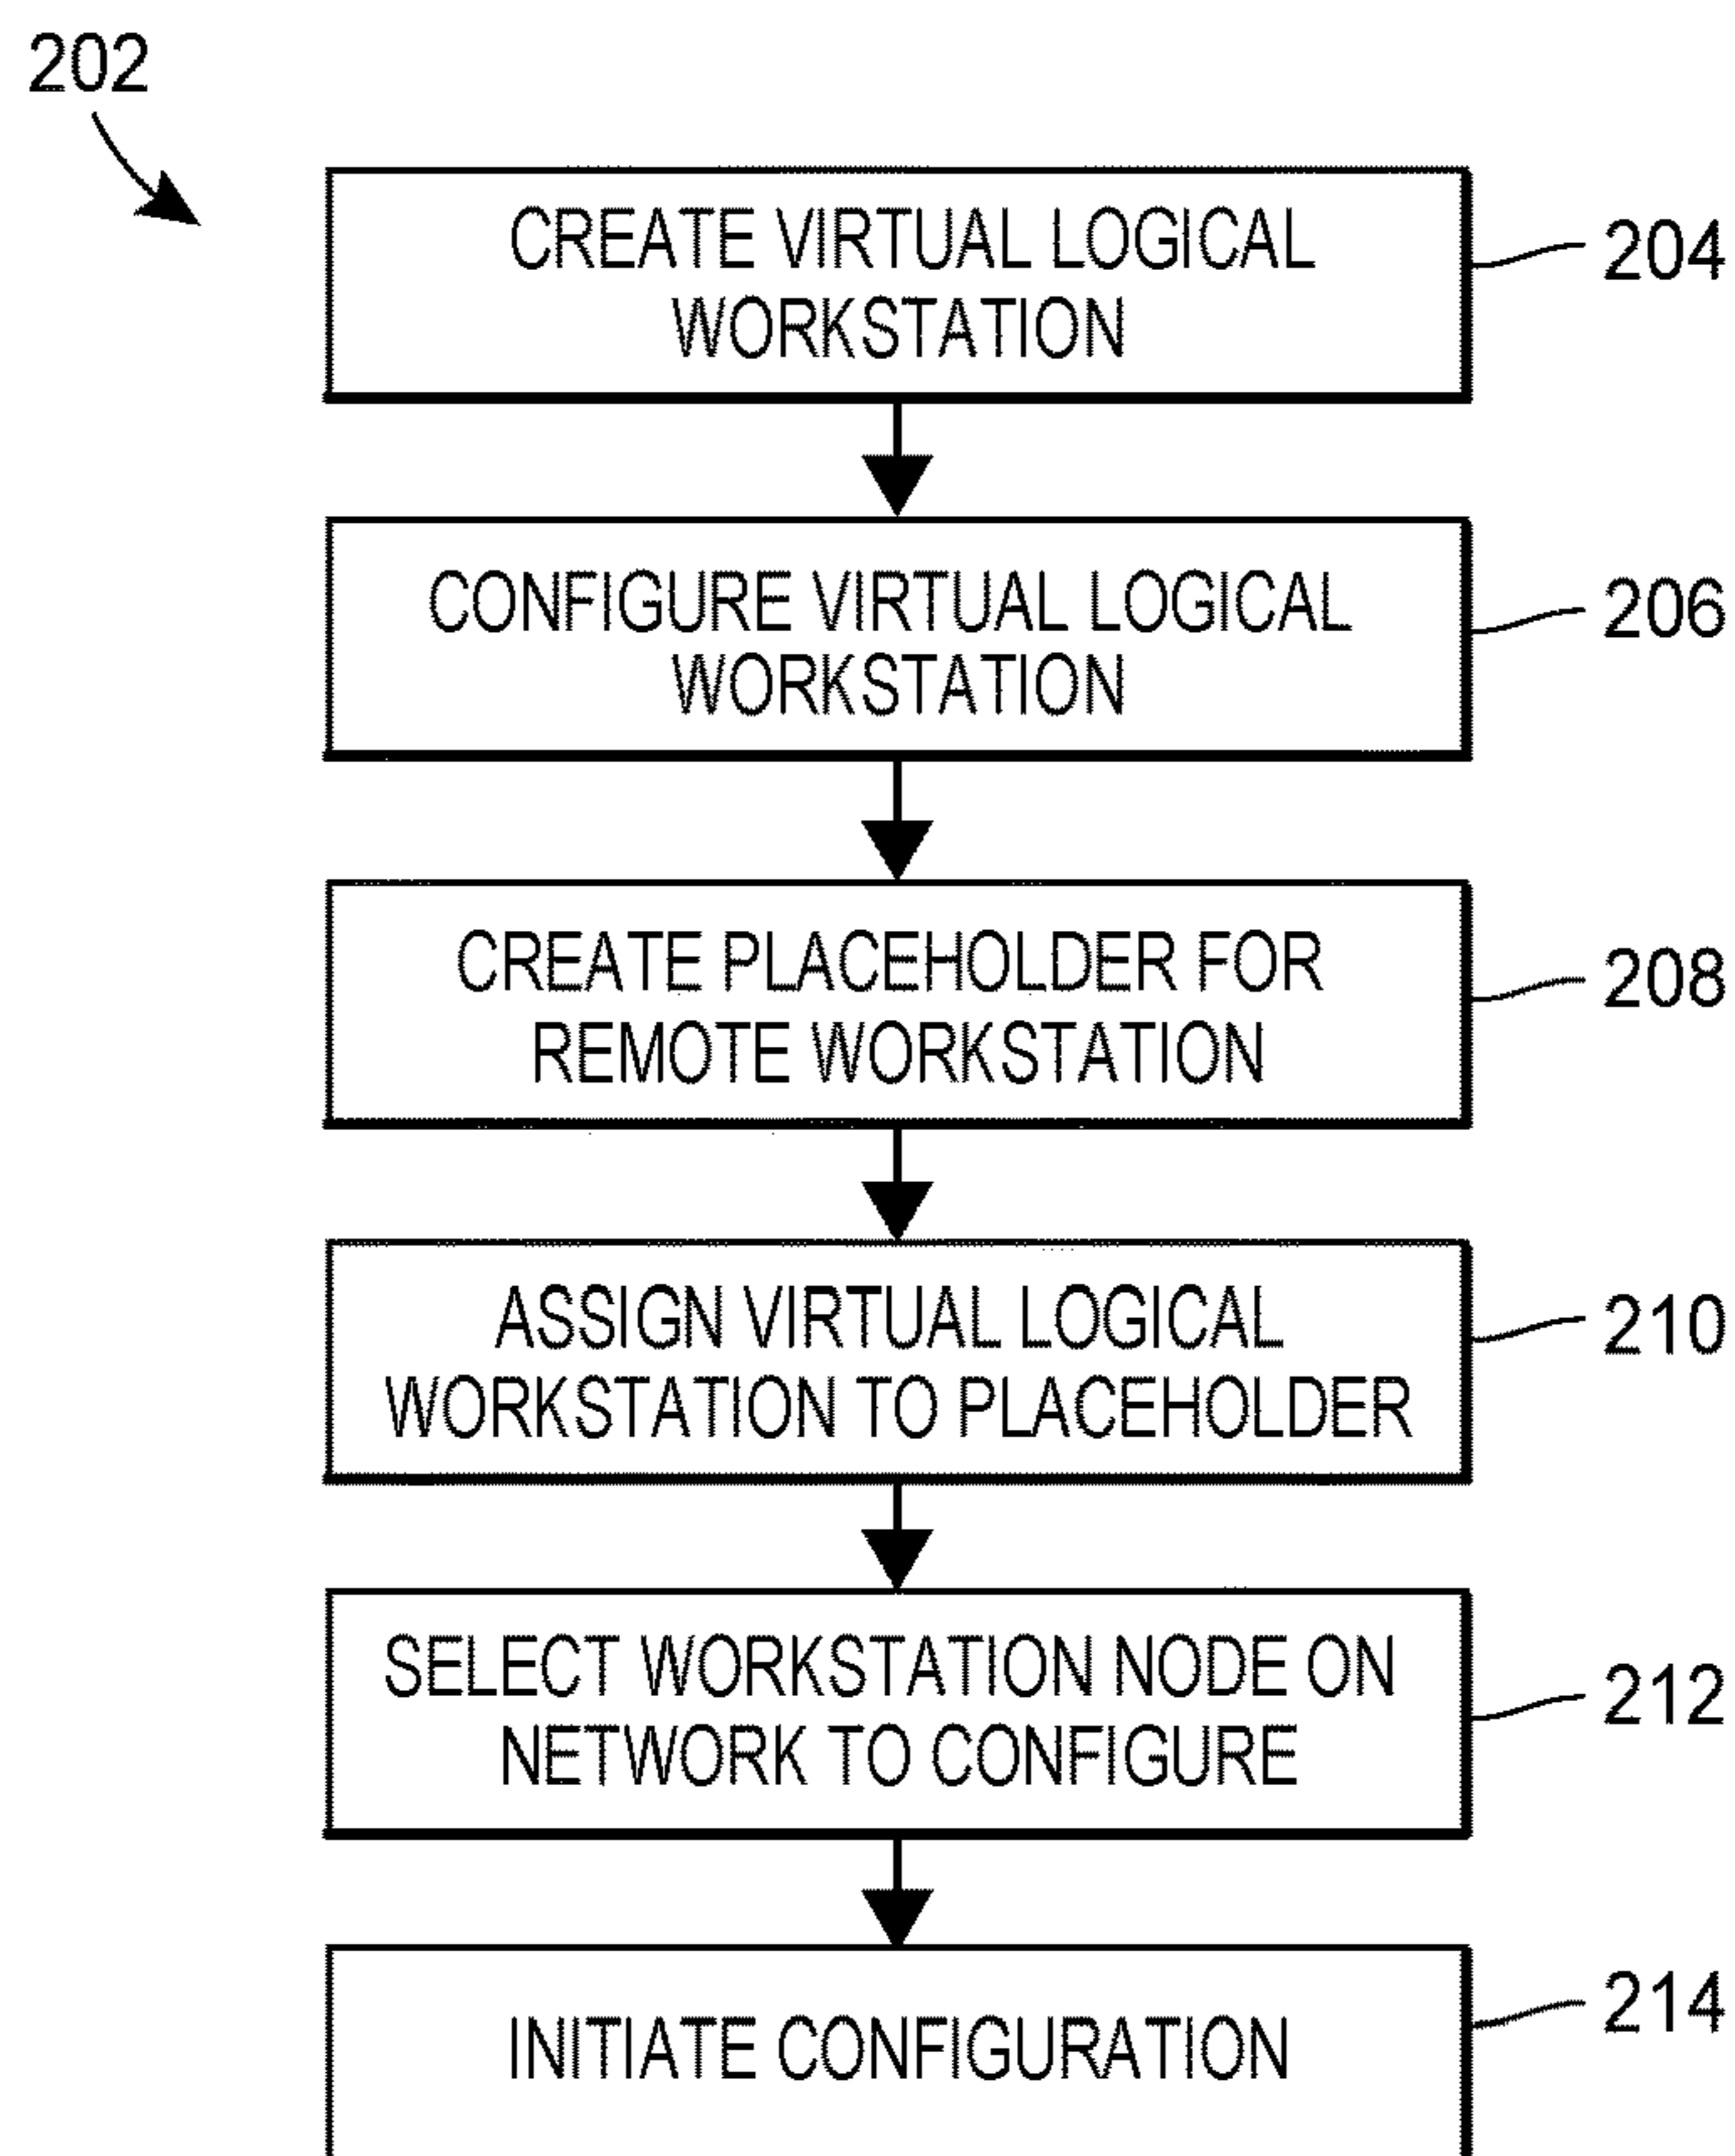 202
CREATE VIRTUAL LOGICAL
WORKSTATION
204
CONFIGURE VIRTUAL LOGICAL
WORKSTATION
206
CREATE PLACEHOLDER FOR
REMOTE WORKSTATION
208
ASSIGN VIRTUAL LOGICAL
WORKSTATION TO PLACEHOLDER
210
SELECT WORKSTATION NODE ON
NETWORK TO CONFIGURE
212
INITIATE CONFIGURATION
214